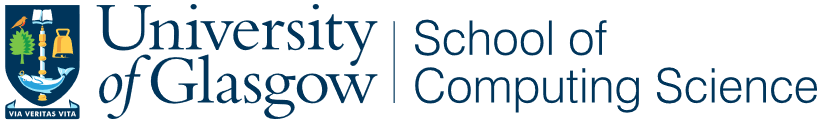 University
of Glasgow
School of
Computing Science
VIA VERITAS VITA